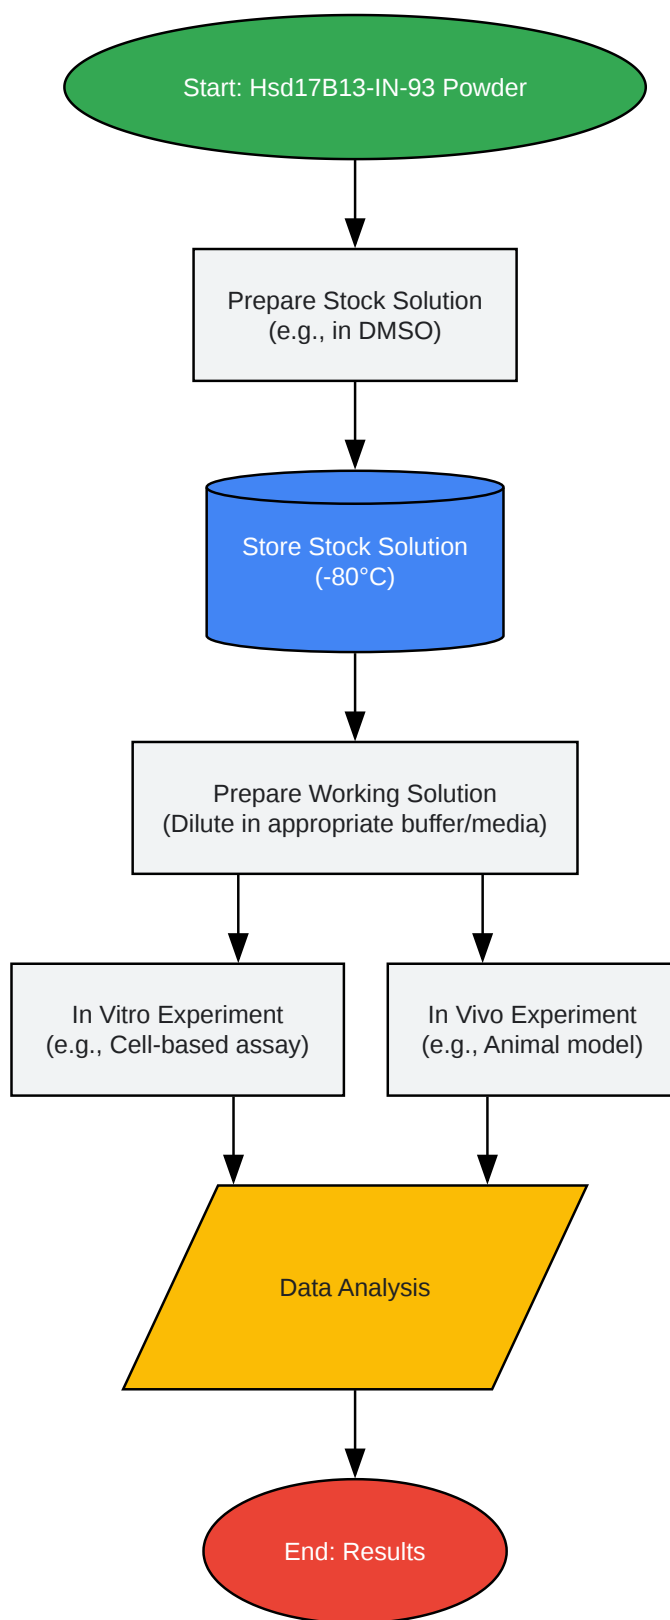 Start: Hsd17B13-IN-93 Powder
Prepare Stock Solution
(e.g., in DMSO)
Store Stock Solution
(-80°C)
Prepare Working Solution
(Dilute in appropriate buffer/media)
In Vitro Experiment
(e.g., Cell-based assay)
In Vivo Experiment
(e.g., Animal model)
Data Analysis
End: Results